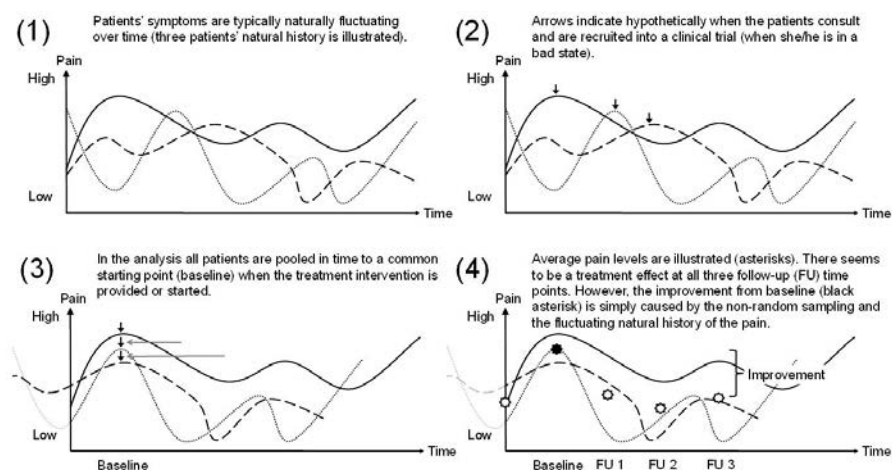 (1)
Patients' symptoms are typically naturally fluctuating
over time (three patients' natural history is illustrated).
Pain
High
Low
Time
(2)
Arrows indicate hypothetically when the patients consult
and are recruited into a clinical trial (when she/he is in a
bad state).
Pain
High
Low
Time
(3)
In the analysis all patients are pooled in time to a common
starting point (baseline) when the treatment intervention is
provided or started.
Pain
High
Low
Time
Baseline
(4)
Average pain levels are illustrated (asterisks). There seems
to be a treatment effect at all three follow-up (FU) time
points. However, the improvement from baseline (black
asterisk) is simply caused by the non-random sampling and
the fluctuating natural history of the pain.
Pain
High
Improvement
Low
Time
Baseline FU 1 FU 2 FU 3